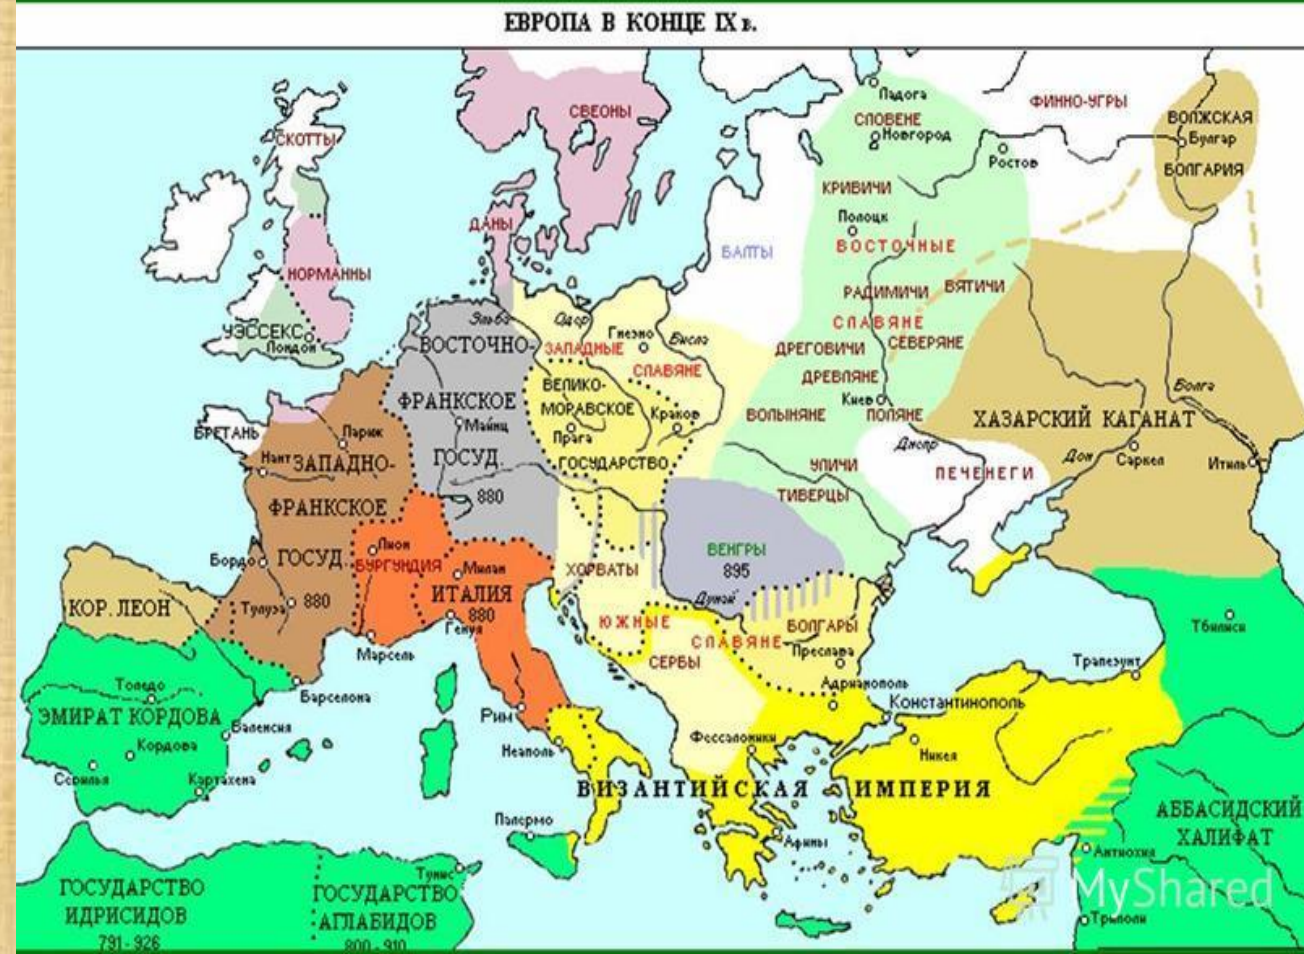 ЕВРОПА В КОНЦЕ IX в.
СВЕОНЫ
Ладога
СЛОВЕНЕ
Новгород
ФИННО-УГРЫ
ВОЛЖСКАЯ
Булгар
БОЛГАРИЯ
Ростов
СКОТТЫ
КРИВИЧИ
Полоцк
ВОСТОЧНЫЕ
ДАНЫ
БАЛТЫ
НОРМАННЫ
РАДИМИЧИ
ВЯТИЧИ
СЛАВЯНЕ
СЕВЕРЯНЕ
УЭССЕКС
Лондон
Эльба
Одер
Гнезно
Висла
ВОСТОЧНО-
ЗАПАДНЫЕ
СЛАВЯНЕ
ДРЕГОВИЧИ
ДРЕВЛЯНЕ
ВЕЛИКО-
МОРАВСКОЕ
Краков
Прага
ГОСУДАРСТВО
Киев
ВОЛЫНЯНЕ
ПОЛЯНЕ
Волга
ХАЗАРСКИЙ КАГАНАТ
ФРАНКСКОЕ
Майнц
ГОСУД.
880
БРЕТАНЬ
Париж
Нант
ЗАПАДНО-
ФРАНКСКОЕ
ГОСУД.
880
Днепр
Дон
Саркел
Итиль
УЛИЧИ
ПЕЧЕНЕГИ
ТИВЕРЦЫ
Лион
БУРГУНДИЯ
Милан
ИТАЛИЯ
880
Генуя
Бордо
Тулуза
КОР. ЛЕОН
ХОРВАТЫ
ВЕНГРЫ
895
Дунай
ЮЖНЫЕ
СЛАВЯНЕ
БОЛГАРЫ
Преслава
СЕРБЫ
Тбилиси
Марсель
Барселона
Трапезунт
Адрианополь
Константинополь
Толедо
ЭМИРАТ КОРДОВА
Валенсия
Кордова
Севилья
Картахена
Рим
Неаполь
Фессалоники
Никея
ВИЗАНТИЙСКАЯ ИМПЕРИЯ
АББАСИДСКИЙ
ХАЛИФАТ
Палермо
Афины
Антиохия
Триполи
Тунис
ГОСУДАРСТВО
ИДРИСИДОВ
791 - 926
ГОСУДАРСТВО
АГЛАБИДОВ
800 - 910
MyShared